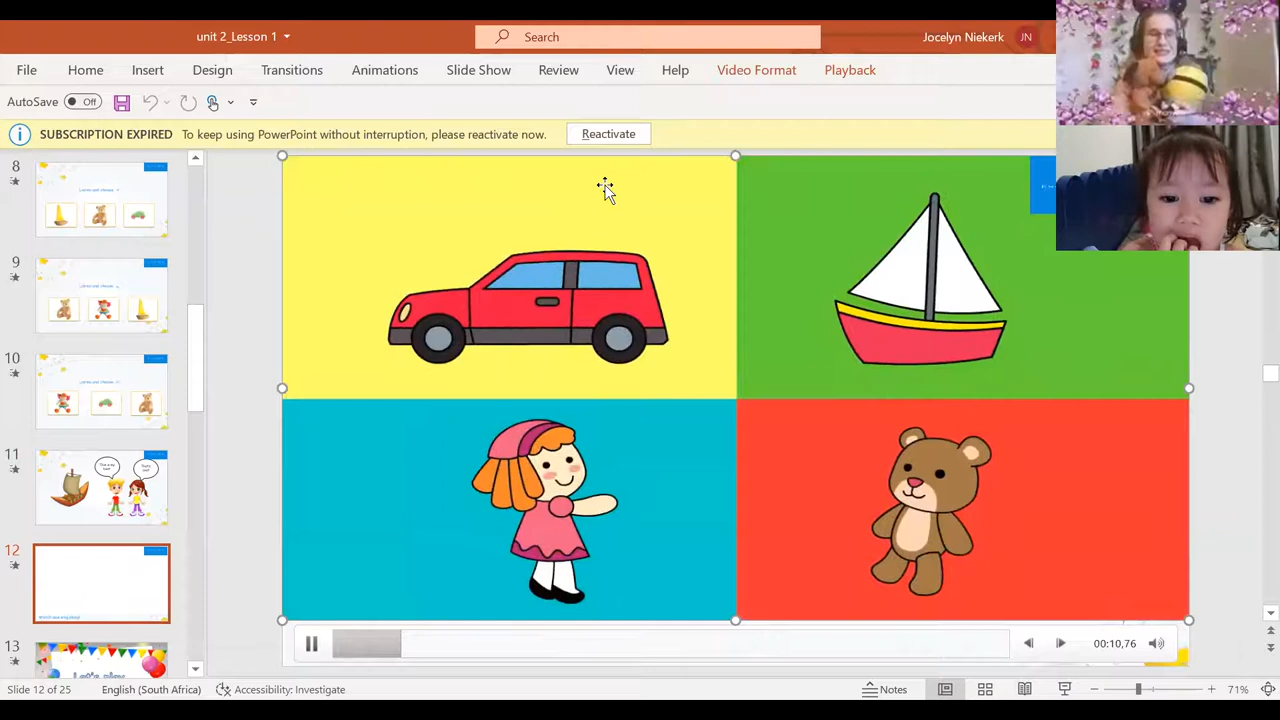 unit 2_Lesson 1
Search
Jocelyn Niekerk JN
File Home Insert Design Transitions Animations Slide Show Review View Help Video Format Playback
AutoSave Off
SUBSCRIPTION EXPIRED To keep using PowerPoint without interruption, please reactivate now. Reactivate
8
9
10
11
12
13
00:10,76
Slide 12 of 25 English (South Africa) Accessibility: Investigate Notes 71%